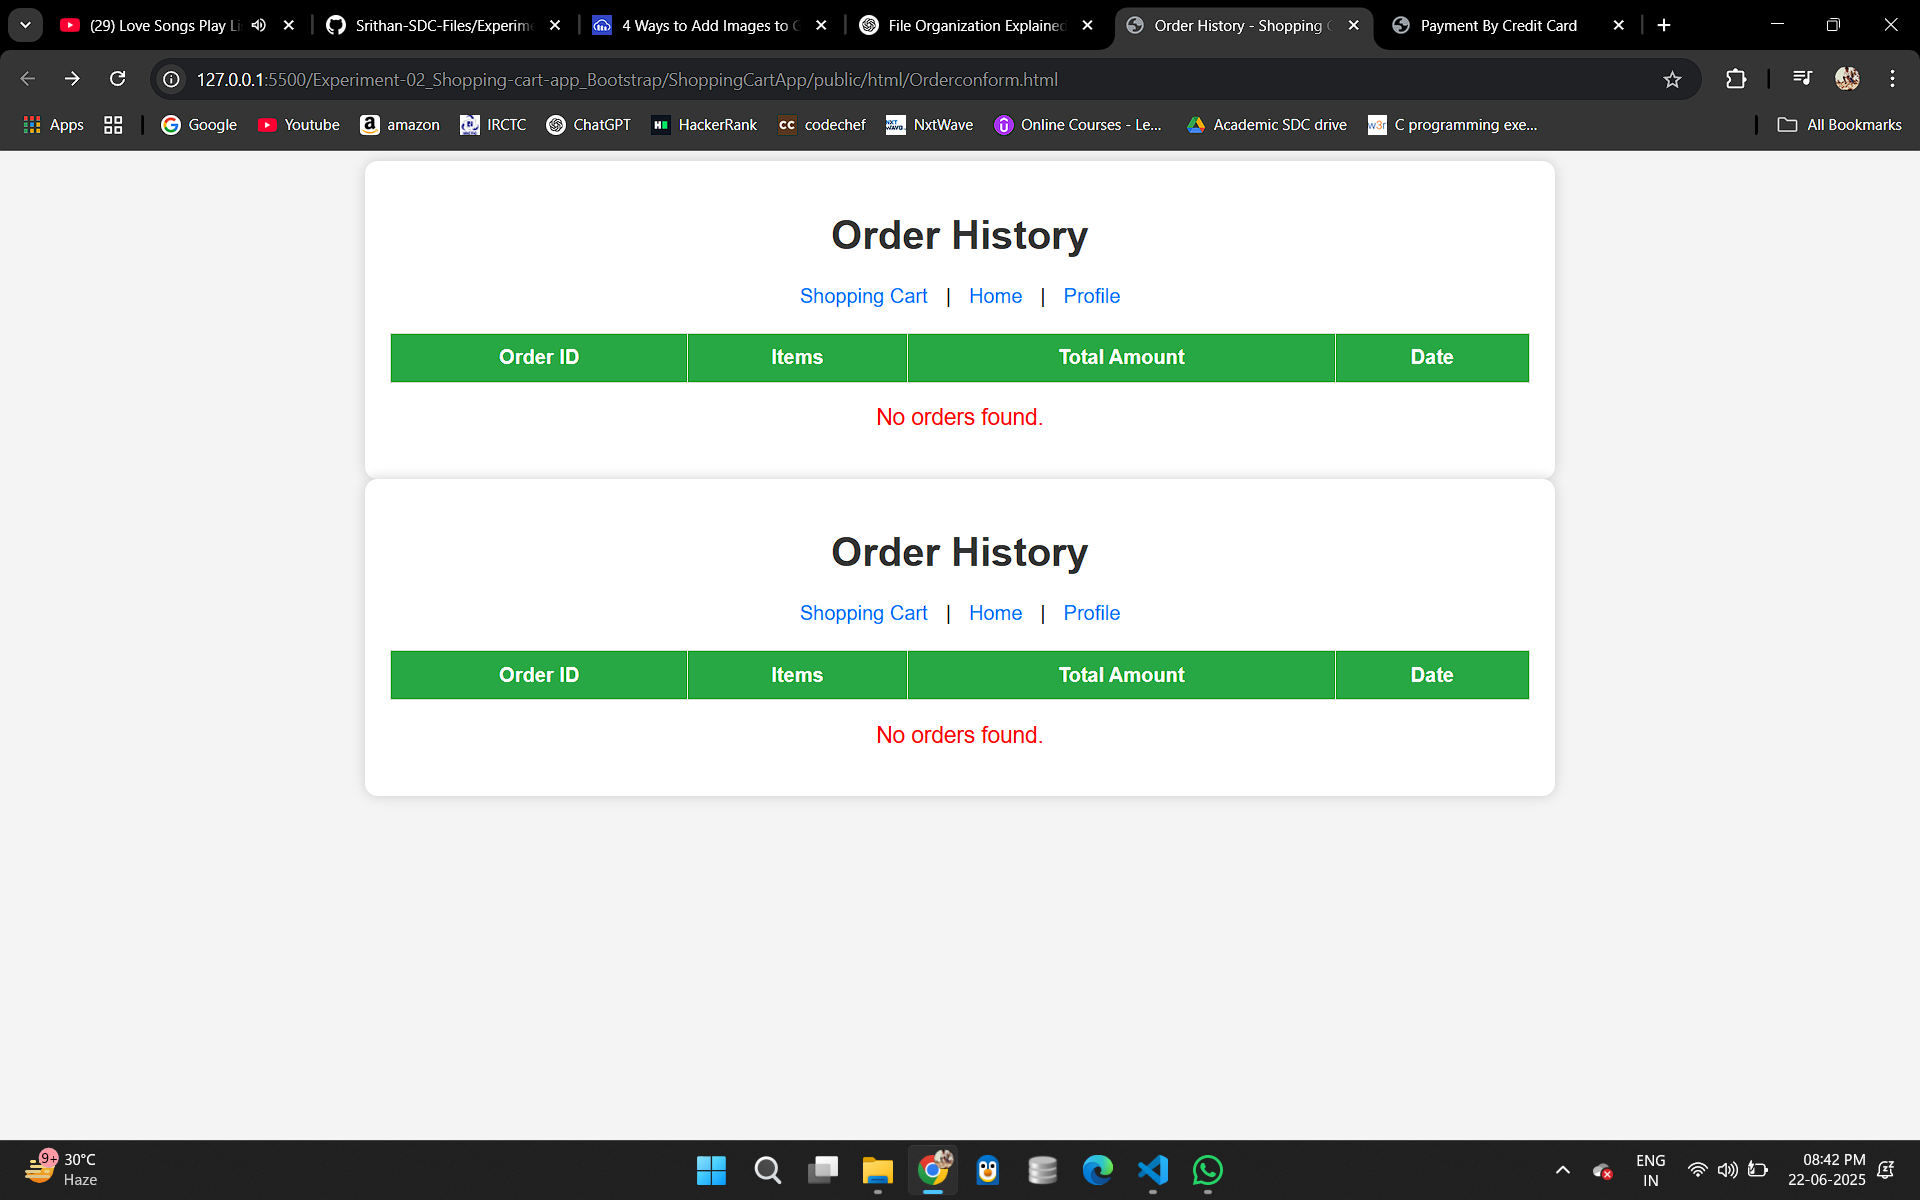 (29) Love Songs Play Li
Srithan-SDC-Files/Experim
4 Ways to Add Images to G
File Organization Explained
Order History - Shopping C
Payment By Credit Card
127.0.0.1:5500/Experiment-02_Shopping-cart-app_Bootstrap/ShoppingCartApp/public/html/Orderconform.html
Apps
Google
Youtube
amazon
IRCTC
ChatGPT
HackerRank
codechef
NxtWave
Online Courses - Le...
Academic SDC drive
w3r C programming exe...
All Bookmarks
Order History
Shopping Cart | Home | Profile
Order ID Items Total Amount Date
No orders found.
Order History
Shopping Cart | Home | Profile
Order ID Items Total Amount Date
No orders found.
9+ 30°C
Haze
ENG
IN
08:42 PM
22-06-2025